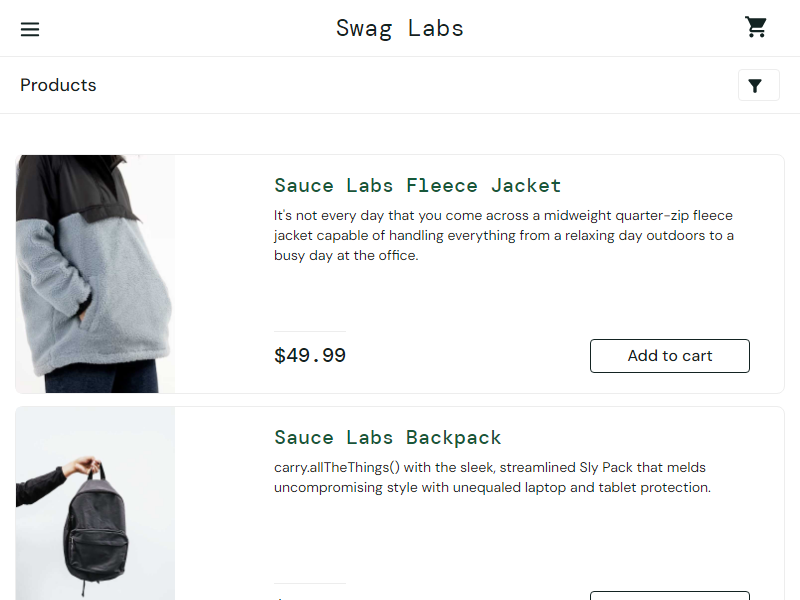 Swag Labs
Products
Sauce Labs Fleece Jacket
It's not every day that you come across a midweight quarter-zip fleece
jacket capable of handling everything from a relaxing day outdoors to a
busy day at the office.
$49.99
Add to cart
Sauce Labs Backpack
carry.allTheThings() with the sleek, streamlined Sly Pack that melds
uncompromising style with unequaled laptop and tablet protection.